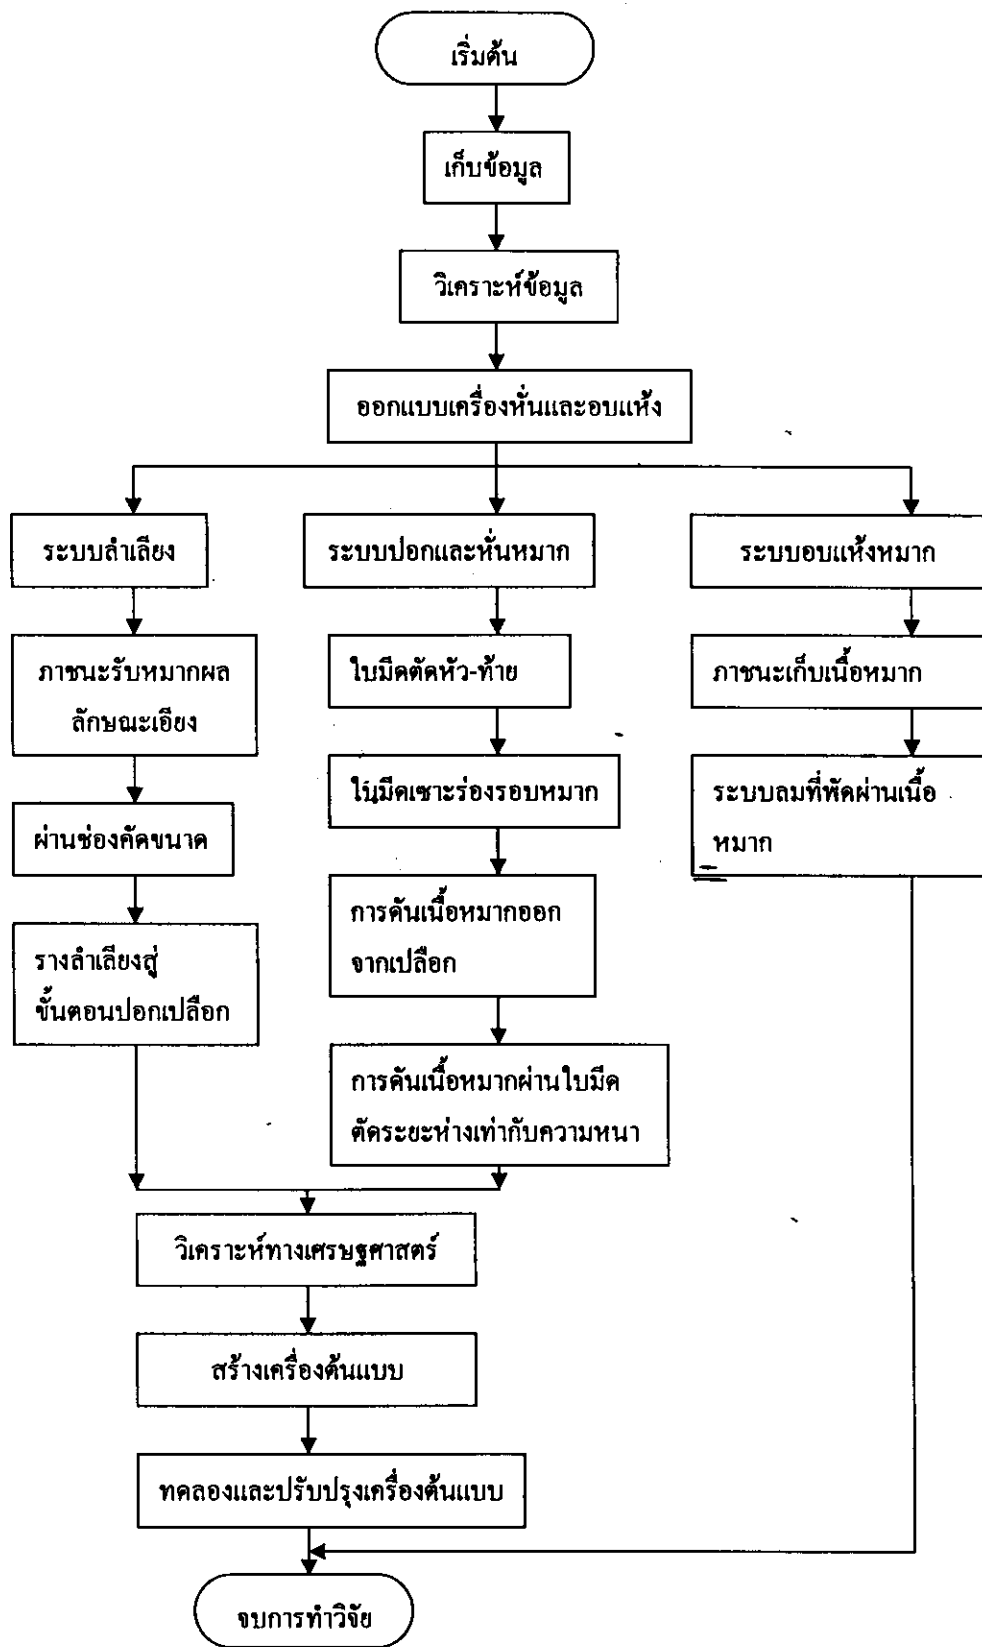 เริ่มต้น
เก็บข้อมูล
วิเคราะห์ข้อมูล
ออกแบบเครื่องหั่นและอบแห้ง
ระบบลำเลียง
ภาชนะรับหมากผล
ลักษณะเอียง
ผ่านช่องคัดขนาด
รางลำเลียงสู่
ขั้นตอนปอกเปลือก
ระบบปอกและหั่นหมาก
ใบมีดตัดหัว-ท้าย
ใบมีดเซาะร่องรอบหมาก
การดันเนื้อหมากออก
จากเปลือก
การดันเนื้อหมากผ่านใบมีด
ตัดระยะห่างเท่ากับความหนา
ระบบอบแห้งหมาก
ภาชนะเก็บเนื้อหมาก
ระบบลมที่พัดผ่านเนื้อ
หมาก
วิเคราะห์ทางเศรษฐศาสตร์
สร้างเครื่องต้นแบบ
ทดลองและปรับปรุงเครื่องต้นแบบ
จบการทำวิจัย